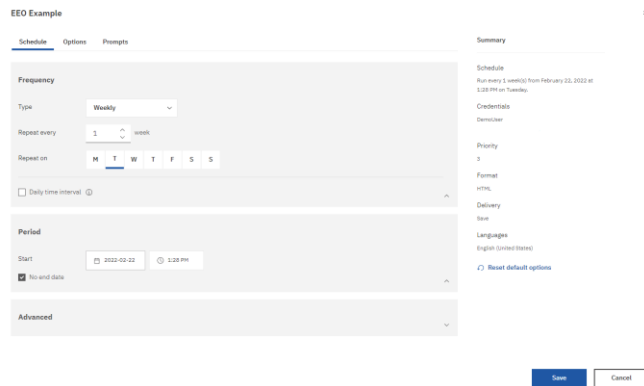 EEO Example
Schedule Options Prompts
Frequency
Type Weekly
Repeat every 1 week
Repeat on M T W T F S S
Daily time interval
Period
Start 2022-02-22 1:28 PM
No end date
Advanced
Summary
Schedule
Run every 1 week(s) from February 22, 2022 at
1:28 PM on Tuesday.
Credentials
DemoUser
Priority
3
Format
HTML
Delivery
Save
Languages
English (United States)
Reset default options
Save Cancel